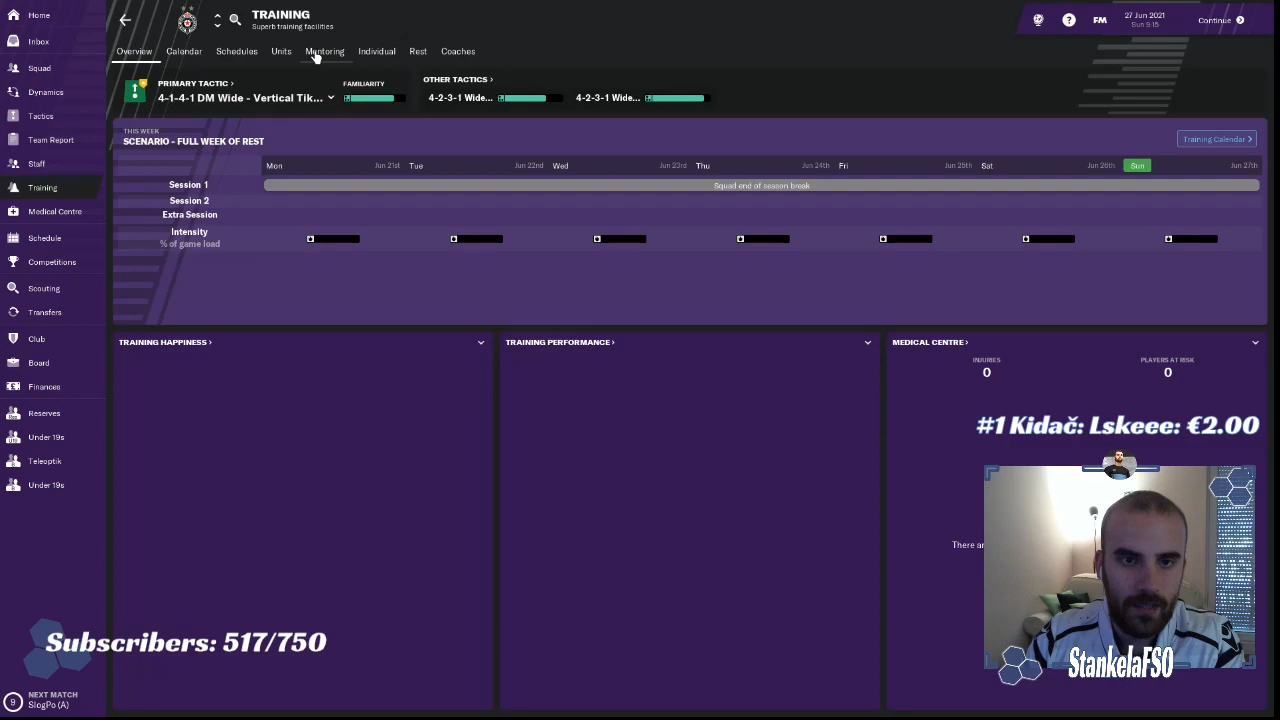 Home
Inbox
Squad
Dynamics
Tactics
Team Report
Staff
Training
Medical Centre
Schedule
Competitions
Scouting
Transfers
Club
Board
Finances
Reserves
Under 19s
Teleoptik
Under 19s
9 NEXT MATCH
SlogPo (A)
TRAINING
Superb training facilities
? FM
27 Jun 2021
Sun 9:15
Continue
Overview Calendar Schedules Units Mentoring Individual Rest Coaches
PRIMARY TACTIC
4-1-4-1 DM Wide - Vertical Tik...
FAMILIARITY
OTHER TACTICS
4-2-3-1 Wide... 4-2-3-1 Wide...
THIS WEEK
SCENARIO - FULL WEEK OF REST
Training Calendar
Mon Jun 21st Tue Jun 22nd Wed Jun 23rd Thu Jun 24th Fri Jun 25th Sat Jun 26th Sun Jun 27th
Session 1 Squad end of season break
Session 2
Extra Session
Intensity
% of game load
TRAINING HAPPINESS
TRAINING PERFORMANCE
MEDICAL CENTRE
INJURIES PLAYERS AT RISK
0 0
#1 Kidač: Lskeee: €2.00
There ar
Subscribers: 517/750
StankelaFSO